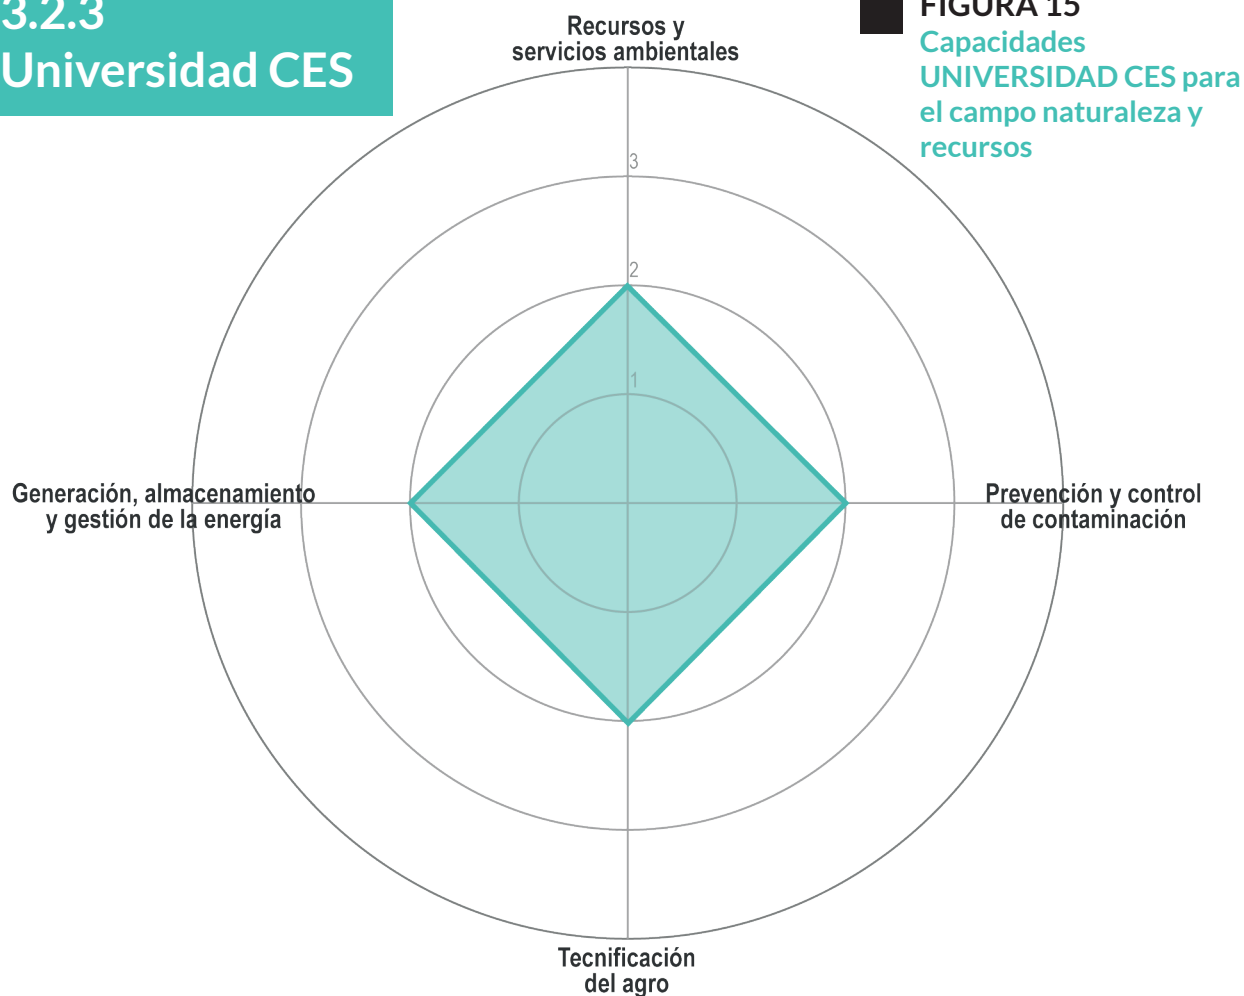 3.2.3
Universidad CES
FIGURA 15
Capacidades
UNIVERSIDAD CES para
el campo naturaleza y
recursos
Recursos y
servicios ambientales
3
2
1
Generación, almacenamiento
y gestión de la energía
Prevención y control
de contaminación
Tecnificación
del agro